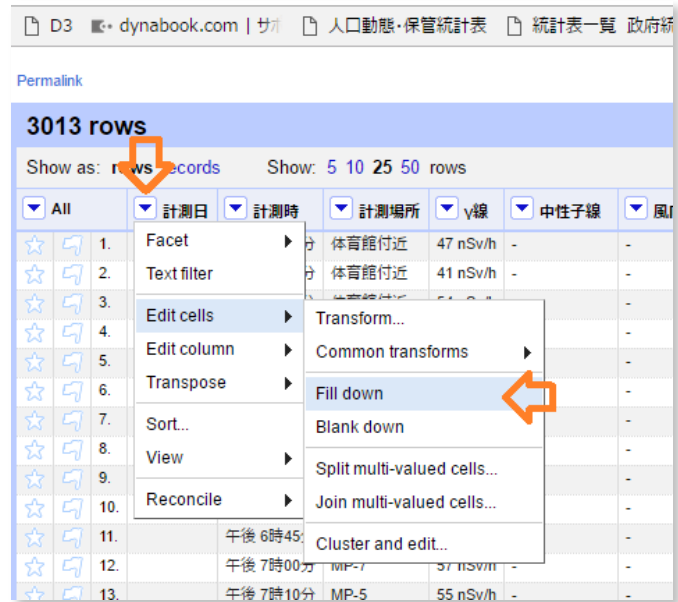 D3 dynabook.com | サ 人口動態・保管統計表 統計表一覧 政府統
Permalink
3013 rows
Show as: rows records Show: 5 10 25 50 rows
All 計測日 計測時 計測場所 γ線 中性子線 風
1. 分 体育館付近 47 nSv/h -  -
2. 分 体育館付近 41 nSv/h - -
3.
4. -
5. -
6. -
7. -
8. -
9. -
10. -
11. 午後 6時45 -
12. 午後 7時00分 MP-7 57 nSv/h - -
13. 午後 7時10分 MP-5 55 nSv/h - -
Facet
Text filter
Edit cells
Edit column
Transpose
Sort...
View
Reconcile
Transform...
Common transforms
Fill down
Blank down
Split multi-valued cells...
Join multi-valued cells...
Cluster and edit...